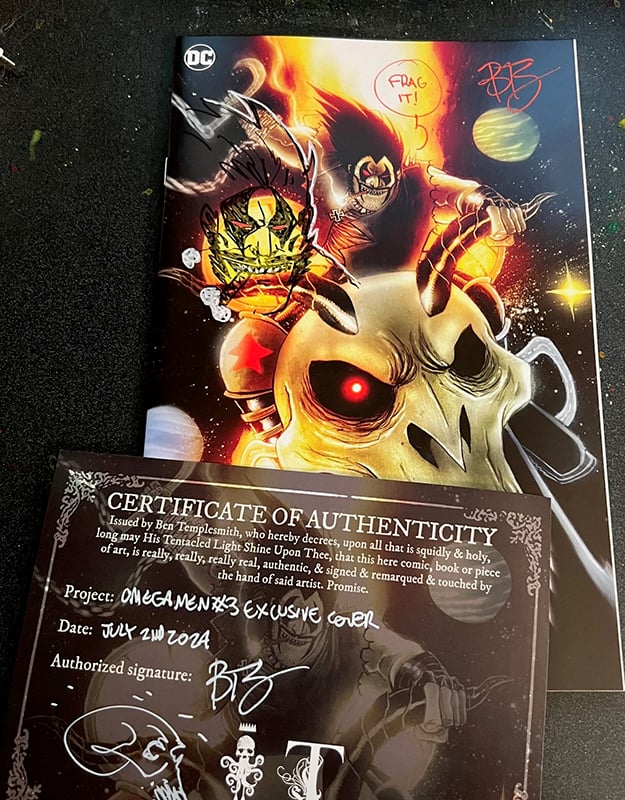 DC
FRAG
IT!
CERTIFICATE OF AUTHENTICITY
Issued by Ben Templesmith, who hereby decrees, upon all that is squidly & holy,
long may His Tentacled Light Shine Upon Thee, that this here comic, book or piece
of art, is really, really, really real, authentic, & signed & remarqued & touched by
the hand of said artist. Promise.
Project: OMEGA MEN #3 EXCLUSIVE COVER
Date: JULY 2ND 2024
Authorized signature:
T